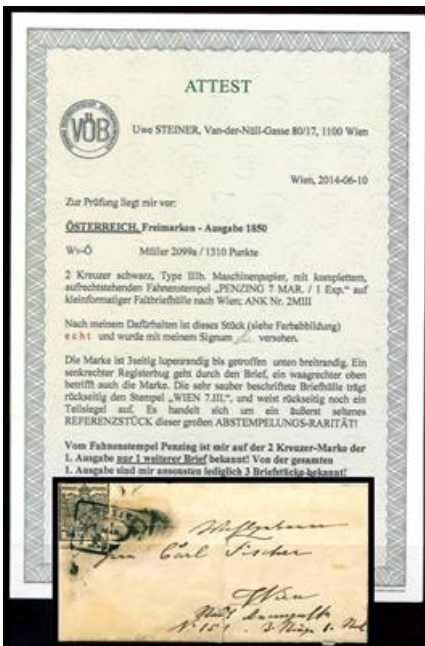 ATTEST
VÖB
Uwe STEINER, Van-der-Nüll-Gasse 80/17, 1100 Wien
Wien, 2014-06-10
Zur Prüfung liegt mir vor:
ÖSTERREICH, Freimarken - Ausgabe 1850
Wv-Ö Müller 2099a / 1310 Punkte
2 Kreuzer schwarz, Type IIIb. Maschinenpapier, mit komplettem,
aufrechtstehenden Fahnenstempel „PENZING 7 MAR. / 1 Exp.“ auf
kleinformatiger Faltbriefhülle nach Wien; ANK Nr. 2MIII
Nach meinem Dafürhalten ist dieses Stück (siehe Farbabbildung)
echt und wurde mit meinem Signum versehen.
Die Marke ist 3seitig lupenrandig bis getroffen unten breitrandig. Ein
senkrechter Registerbug geht durch den Brief, ein waagrechter oben
betrifft auch die Marke. Die sehr sauber beschriftete Briefhülle trägt
rückseitig den Stempel „WIEN 7.III.“, und weist rückseitig noch ein
Teilsiegel auf. Es handelt sich um ein äußerst seltenes
REFERENZSTÜCK dieser großen ABSTEMPELUNGS-RARITÄT!
Vom Fahnenstempel Penzing ist mir auf der 2 Kreuzer-Marke der
1. Ausgabe nur 1 weiterer Brief bekannt! Von der gesamten
1. Ausgabe sind mir ansonsten lediglich 3 Briefstücke bekannt!
Carl Fischer
Wien